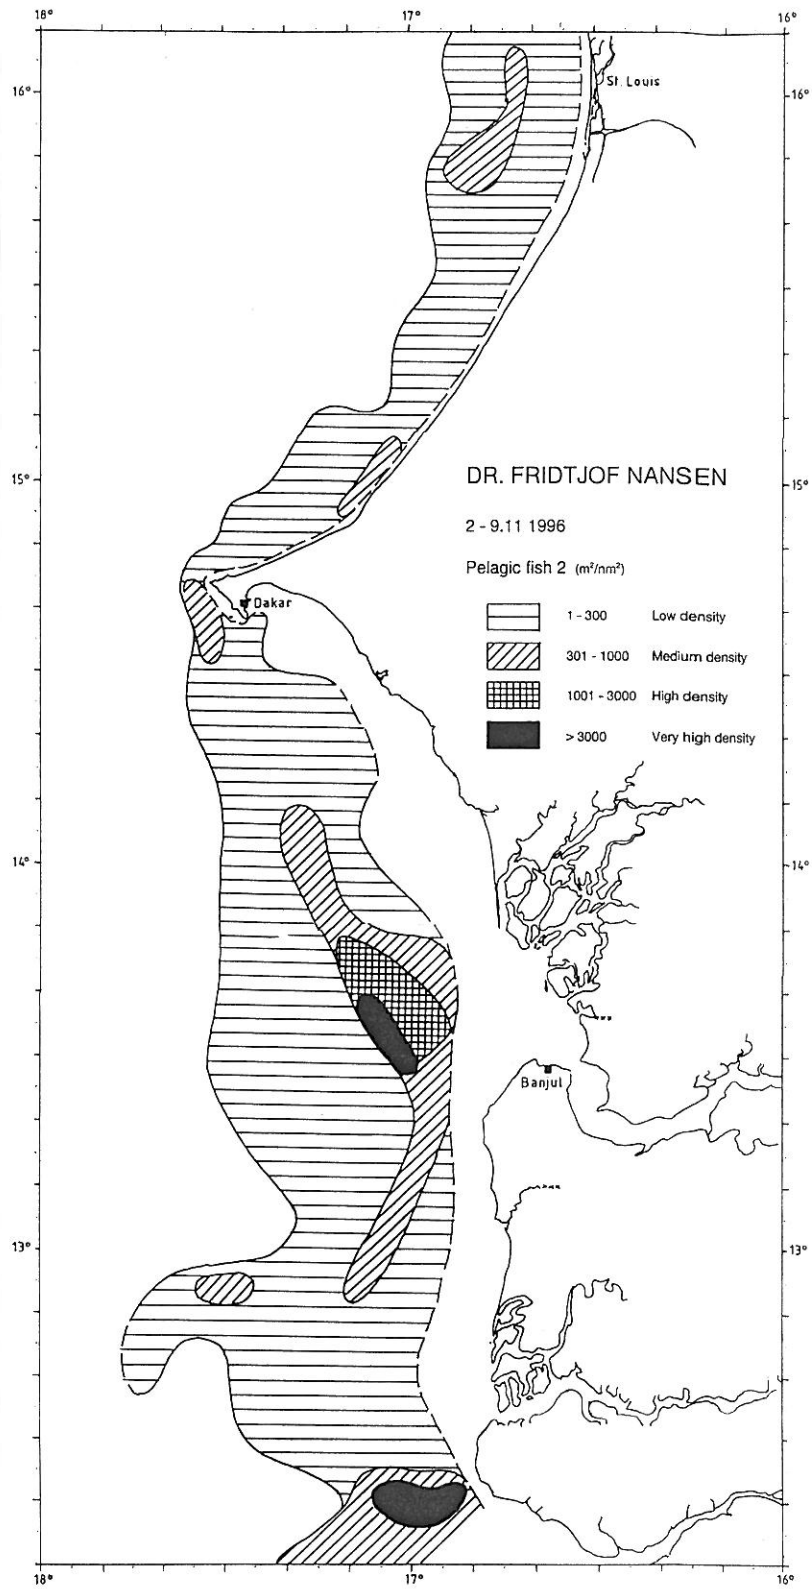 18°
17°
16°
16°
St. Louis
16°
15°
DR. FRIDTJOF NANSEN
15°
2 - 9.11 1996
Pelagic fish 2 (m²/nm²)
Dakar
1 - 300 Low density
301 - 1000 Medium density
1001 - 3000 High density
> 3000 Very high density
14°
14°
Banjul
13°
13°
18°
17°
16°